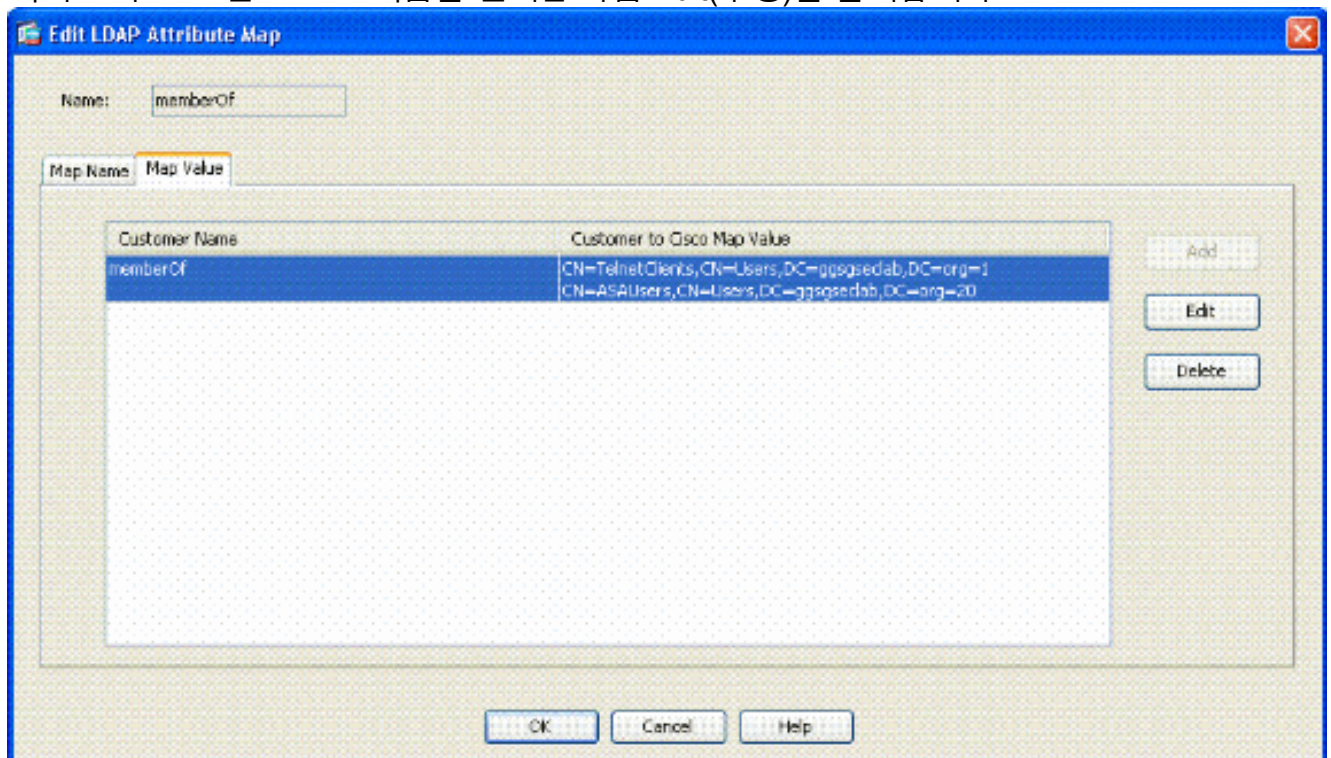 Edit LDAP Attribute Map
Name: memberOf
Map Name Map Value
Customer Name Customer to Cisco Map Value
memberOf CN=TelnetClients,CN=Users,DC=ggsgseclab,DC=org=1
CN=ASAUsers,CN=Users,DC=ggsgseclab,DC=org=20
Add
Edit
Delete
OK Cancel Help